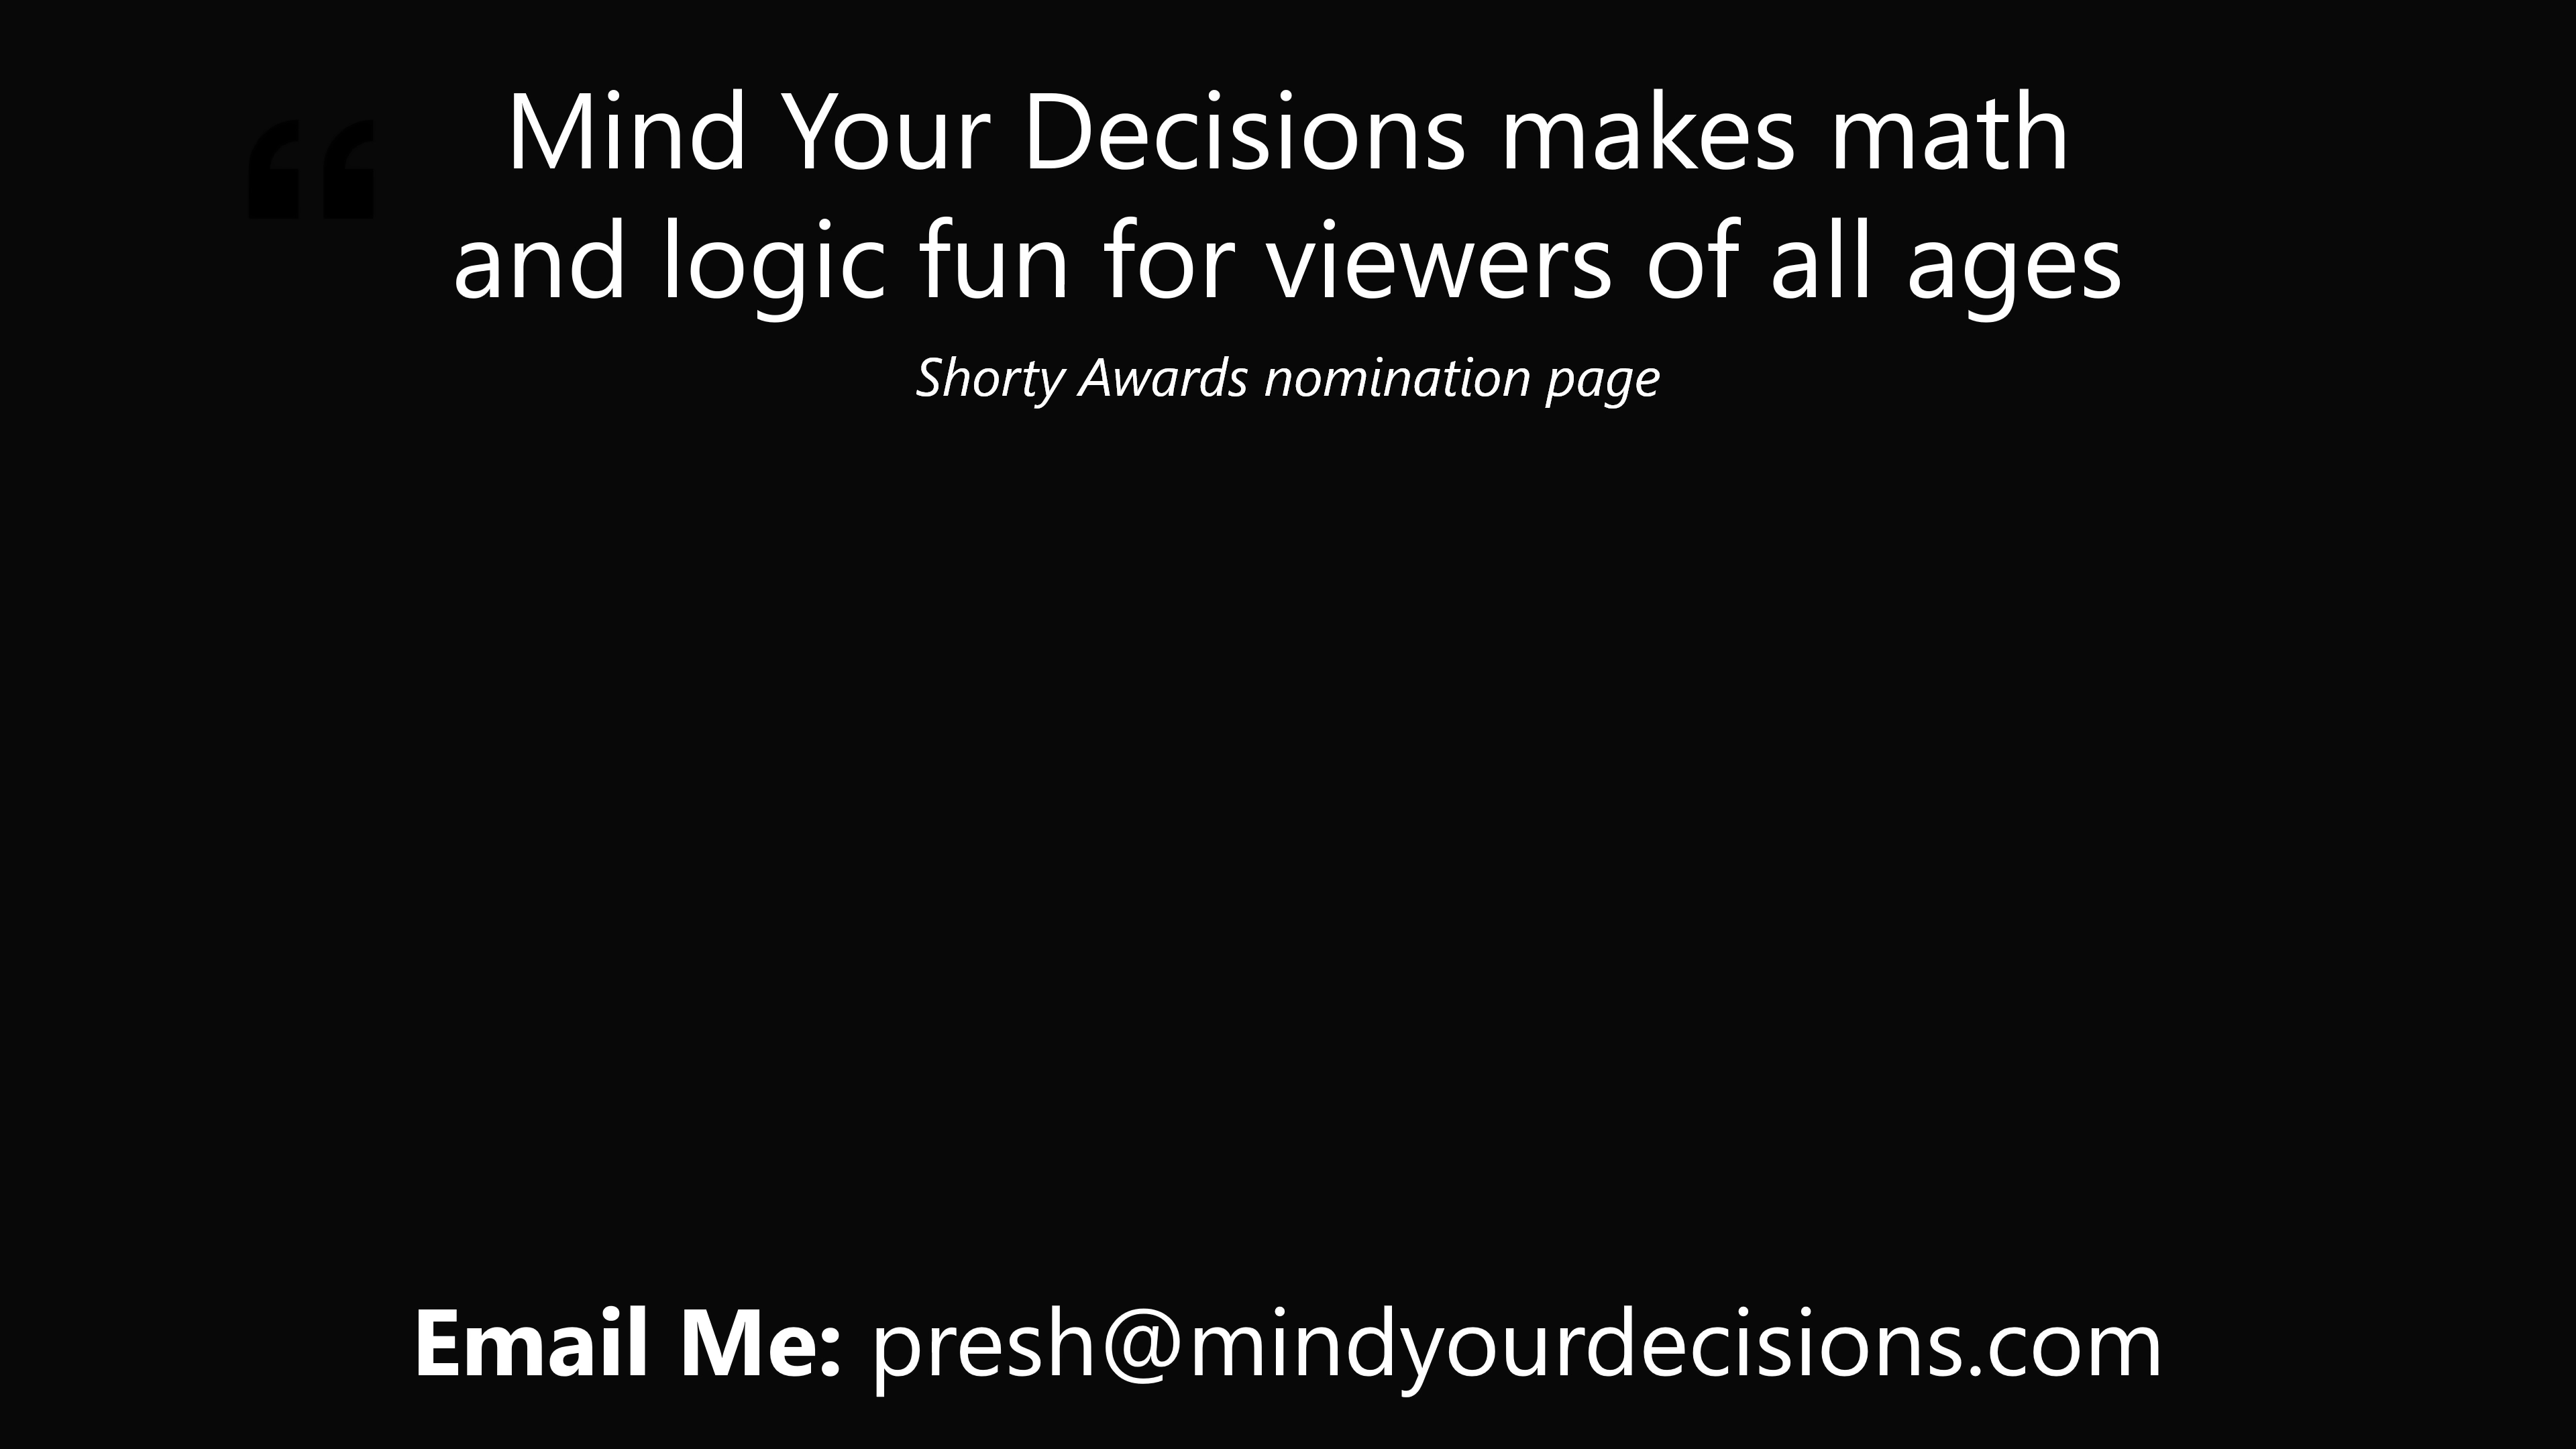 “
Mind Your Decisions makes math
and logic fun for viewers of all ages
Shorty Awards nomination page
Email Me: presh@mindyourdecisions.com